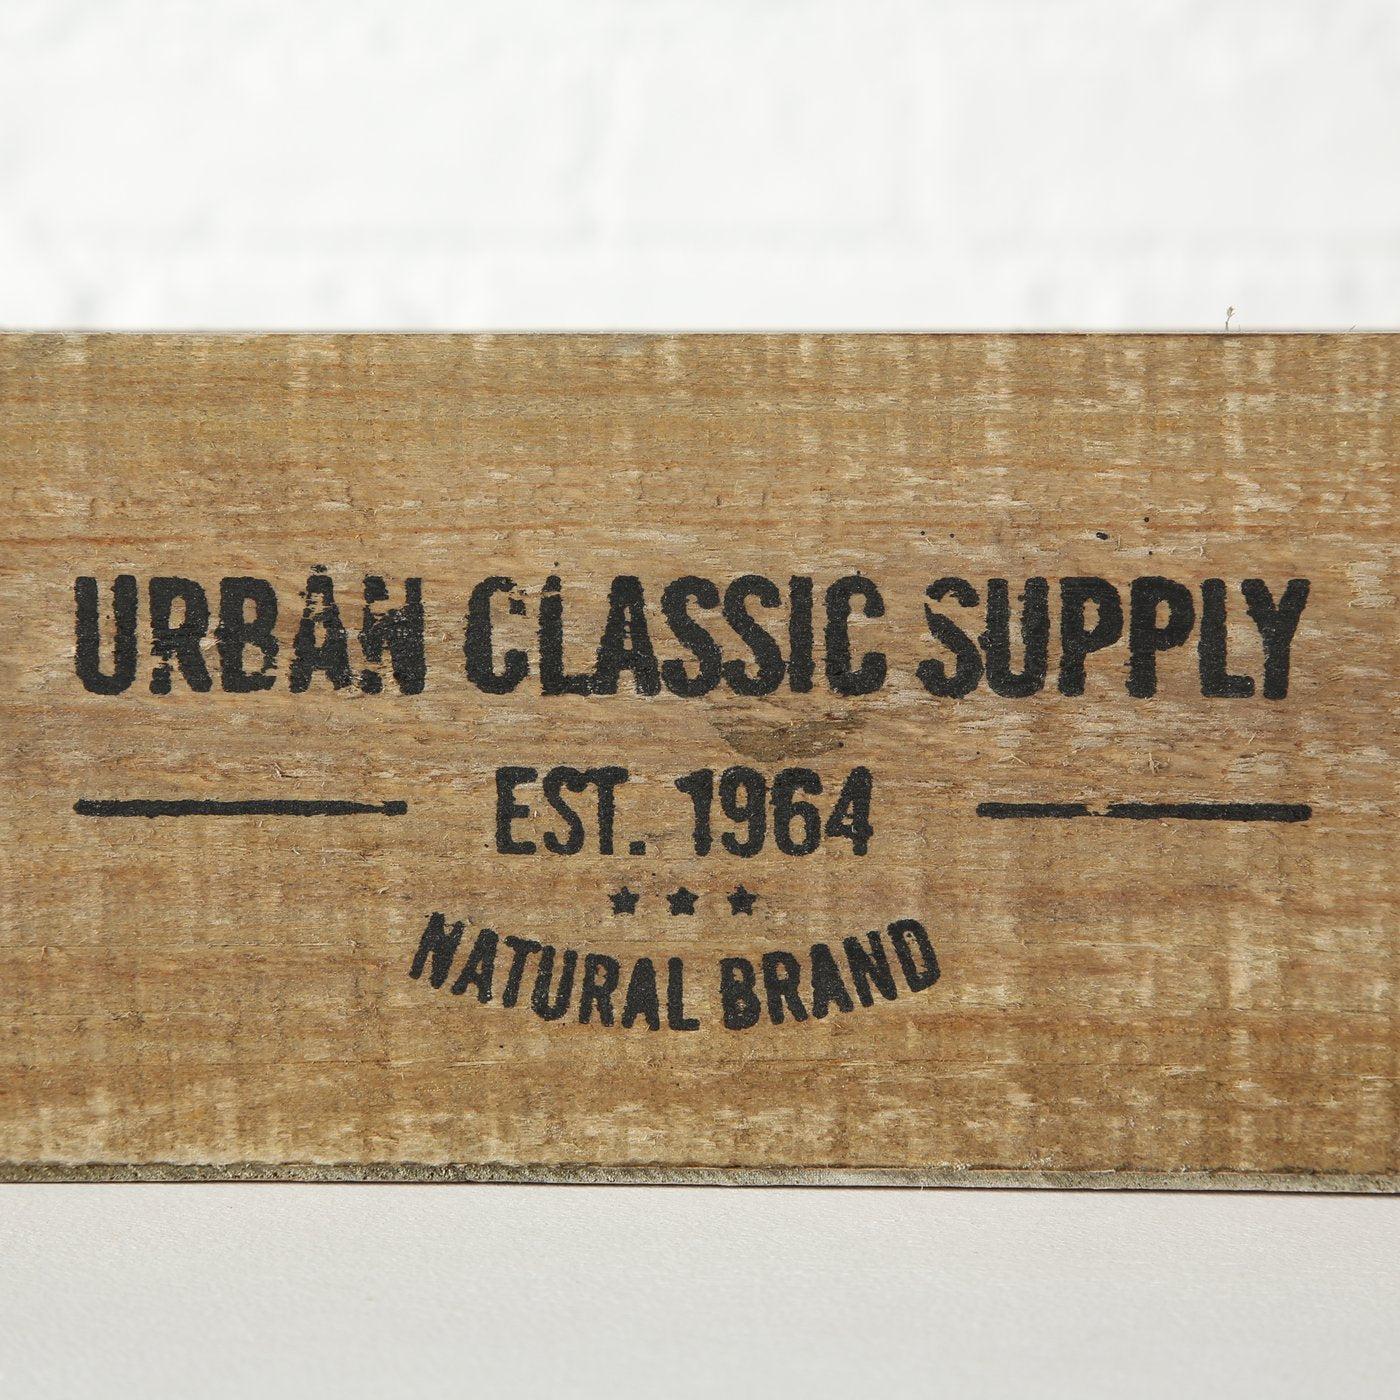 URBAN CLASSIC SUPPLY
EST. 1964
NATURAL BRAND